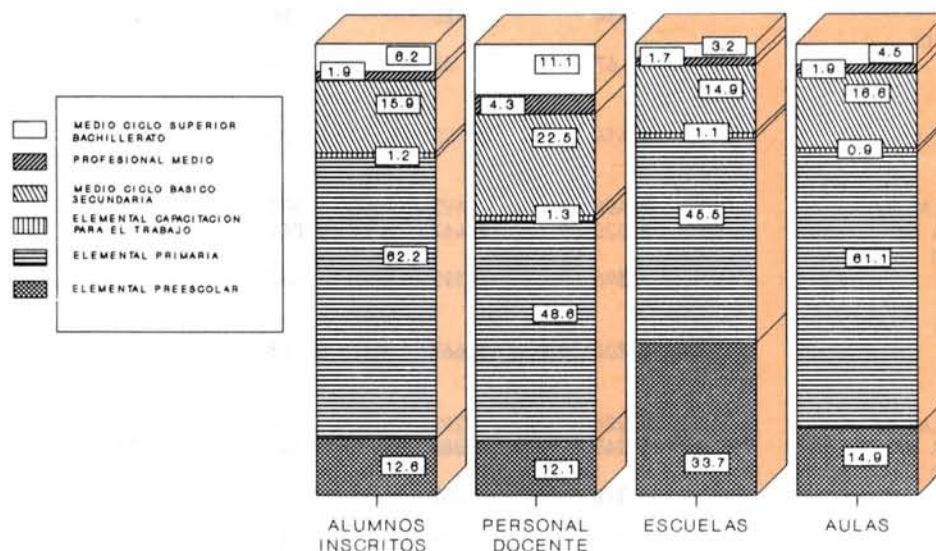 MEDIO CICLO SUPERIOR
BACHILLERATO
PROFESIONAL MEDIO
MEDIO CICLO BASICO
SECUNDARIA
ELEMENTAL CAPACITACION
PARA EL TRABAJO
ELEMENTAL PRIMARIA
ELEMENTAL PREESCOLAR
6.2
1.9
15.9
1.2
62.2
12.6
ALUMNOS
INSCRITOS
11.1
4.3
22.5
1.3
48.6
12.1
PERSONAL
DOCENTE
3.2
1.7
14.9
1.1
45.5
33.7
ESCUELAS
4.5
1.9
16.6
0.9
61.1
14.9
AULAS